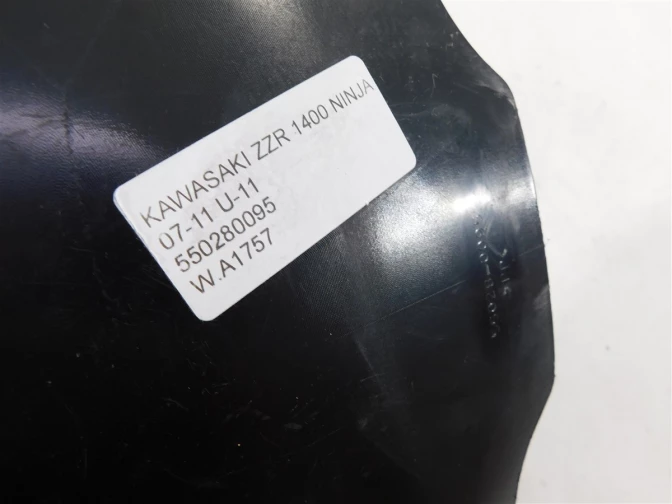 KAWASAKI ZZR 1400 NINJA
07-11 U-11
550280095
W.A1757